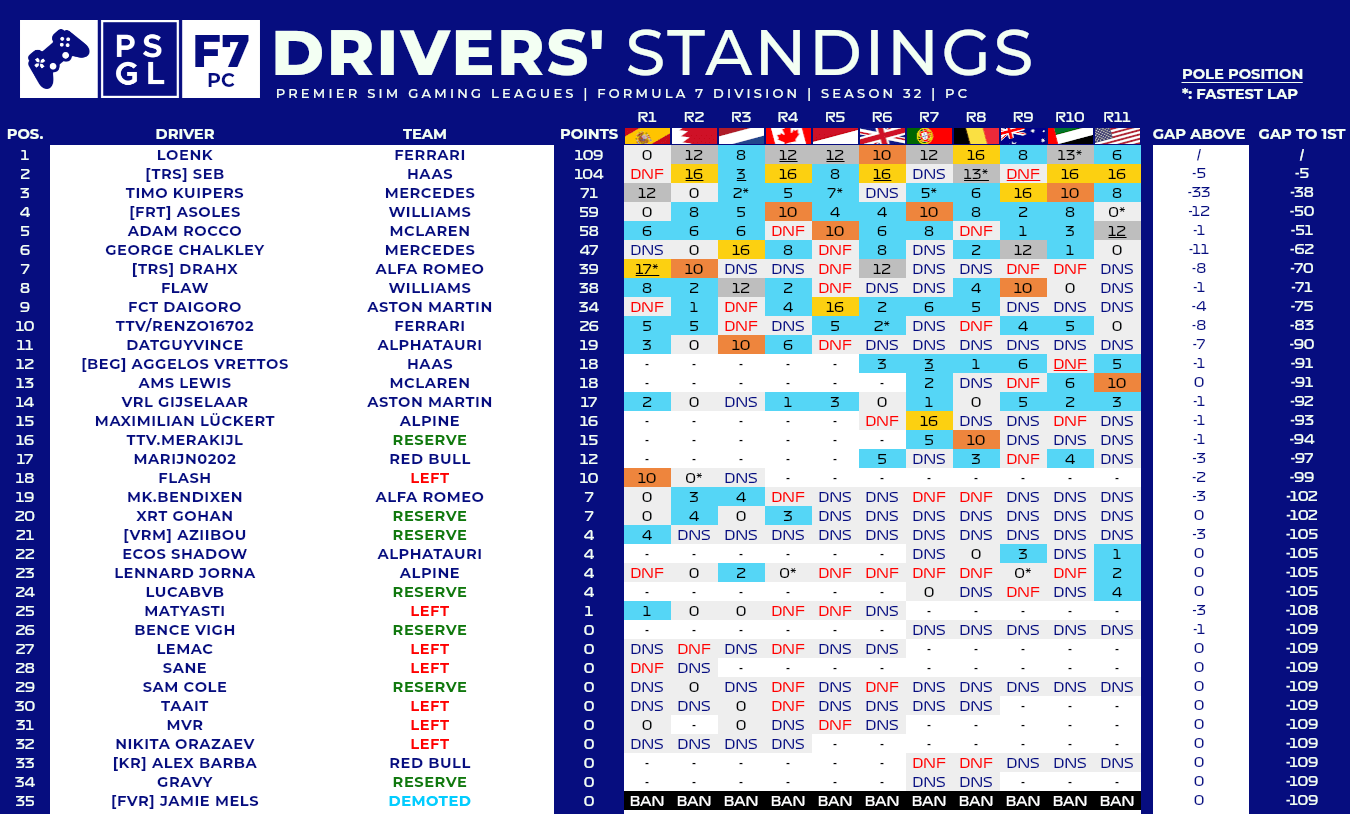 PS
GL
F7
PC
DRIVERS' STANDINGS
PREMIER SIM GAMING LEAGUES | FORMULA 7 DIVISION | SEASON 32 | PC
POLE POSITION
*: FASTEST LAP
R1 R2 R3 R4 R5 R6 R7 R8 R9 R10 R11
POS. DRIVER TEAM POINTS GAP ABOVE GAP TO 1ST
1 LOENK FERRARI 109 0 12 8 12 12 10 12 16 8 13* 6 / /
2 [TRS] SEB HAAS 104 DNF 16 3 16 8 16 DNS 13* DNF 16 16 -5 -5
3 TIMO KUIPERS MERCEDES 71 12 0 2* 5 7* DNS 5* 6 16 10 8 -33 -38
4 [FRT] ASOLES WILLIAMS 59 0 8 5 10 4 4 10 8 2 8 0* -12 -50
5 ADAM ROCCO MCLAREN 58 6 6 6 DNF 10 6 8 DNF 1 3 12 -1 -51
6 GEORGE CHALKLEY MERCEDES 47 DNS 0 16 8 DNF 8 DNS 2 12 1 0 -11 -62
7 [TRS] DRAHX ALFA ROMEO 39 17* 10 DNS DNS DNF 12 DNS DNS DNF DNF DNS -8 -70
8 FLAW WILLIAMS 38 8 2 12 2 DNF DNS DNS 4 10 0 DNS -1 -71
9 FCT DAIGORO ASTON MARTIN 34 DNF 1 DNF 4 16 2 6 5 DNS DNS DNS -4 -75
10 TTV/RENZO16702 FERRARI 26 5 5 DNF DNS 5 2* DNS DNF 4 5 0 -8 -83
11 DATGUYVINCE ALPHATAURI 19 3 0 10 6 DNF DNS DNS DNS DNS DNS DNS -7 -90
12 [BEG] AGGELOS VRETTOS HAAS 18 - - - - - 3 3 1 6 DNF 5 -1 -91
13 AMS LEWIS MCLAREN 18 - - - - - - 2 DNS DNF 6 10 0 -91
14 VRL GIJSELAAR ASTON MARTIN 17 2 0 DNS 1 3 0 1 0 5 2 3 -1 -92
15 MAXIMILIAN LÜCKERT ALPINE 16 - - - - - DNF 16 DNS DNS DNF DNS -1 -93
16 TTV.MERAKIJL RESERVE 15 - - - - - - 5 10 DNS DNS DNS -1 -94
17 MARIJN0202 RED BULL 12 - - - - - 5 DNS 3 DNF 4 DNS -3 -97
18 FLASH LEFT 10 10 0* DNS - - - - - - - - -2 -99
19 MK.BENDIXEN ALFA ROMEO 7 0 3 4 DNF DNS DNS DNF DNF DNS DNS DNS -3 -102
20 XRT GOHAN RESERVE 7 0 4 0 3 DNS DNS DNS DNS DNS DNS DNS 0 -102
21 [VRM] AZIIBOU RESERVE 4 4 DNS DNS DNS DNS DNS DNS DNS DNS DNS DNS -3 -105
22 ECOS SHADOW ALPHATAURI 4 - - - - - - DNS 0 3 DNS 1 0 -105
23 LENNARD JORNA ALPINE 4 DNF 0 2 0* DNF DNF DNF DNF 0* DNF 2 0 -105
24 LUCABVB RESERVE 4 - - - - - - 0 DNS DNF DNS 4 0 -105
25 MATYASTI LEFT 1 1 0 0 DNF DNF DNS - - - - - -3 -108
26 BENCE VIGH RESERVE 0 - - - - - - DNS DNS DNS DNS DNS -1 -109
27 LEMAC LEFT 0 DNS DNF DNS DNF DNS DNS - - - - - 0 -109
28 SANE LEFT 0 DNF DNS - - - - - - - - - 0 -109
29 SAM COLE RESERVE 0 DNS 0 DNS DNF DNS DNF DNS DNS DNS DNS DNS 0 -109
30 TAAIT LEFT 0 DNS DNS 0 DNF DNS DNS DNS DNS - - - 0 -109
31 MVR LEFT 0 0 - 0 DNS DNF DNS - - - - - 0 -109
32 NIKITA ORAZAEV LEFT 0 DNS DNS DNS DNS - - - - - - - 0 -109
33 [KR] ALEX BARBA RED BULL 0 - - - - - - DNF DNF DNS DNS DNS 0 -109
34 GRAVY RESERVE 0 - - - - - - DNS DNS - - - 0 -109
35 [FVR] JAMIE MELS DEMOTED 0 BAN BAN BAN BAN BAN BAN BAN BAN BAN BAN BAN 0 -109